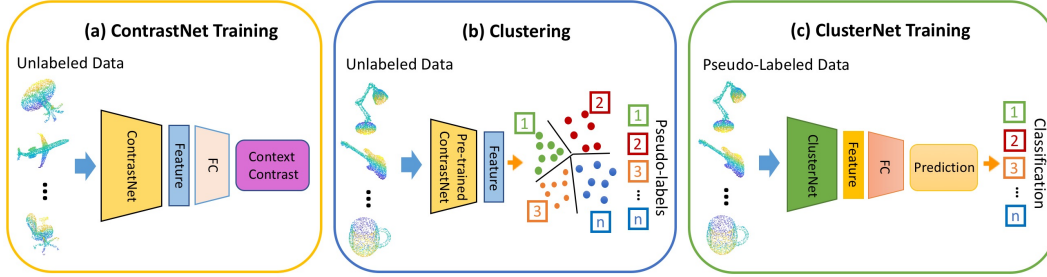 (a) ContrastNet Training
Unlabeled Data
ContrastNet
Feature
FC
Context
Contrast
(b) Clustering
Unlabeled Data
Pre-trained
ContrastNet
Feature
1
2
3
n
1
2
3
...
n
Pseudo-labels
(c) ClusterNet Training
Pseudo-Labeled Data
ClusterNet
Feature
FC
Prediction
1
2
3
...
n
Classification